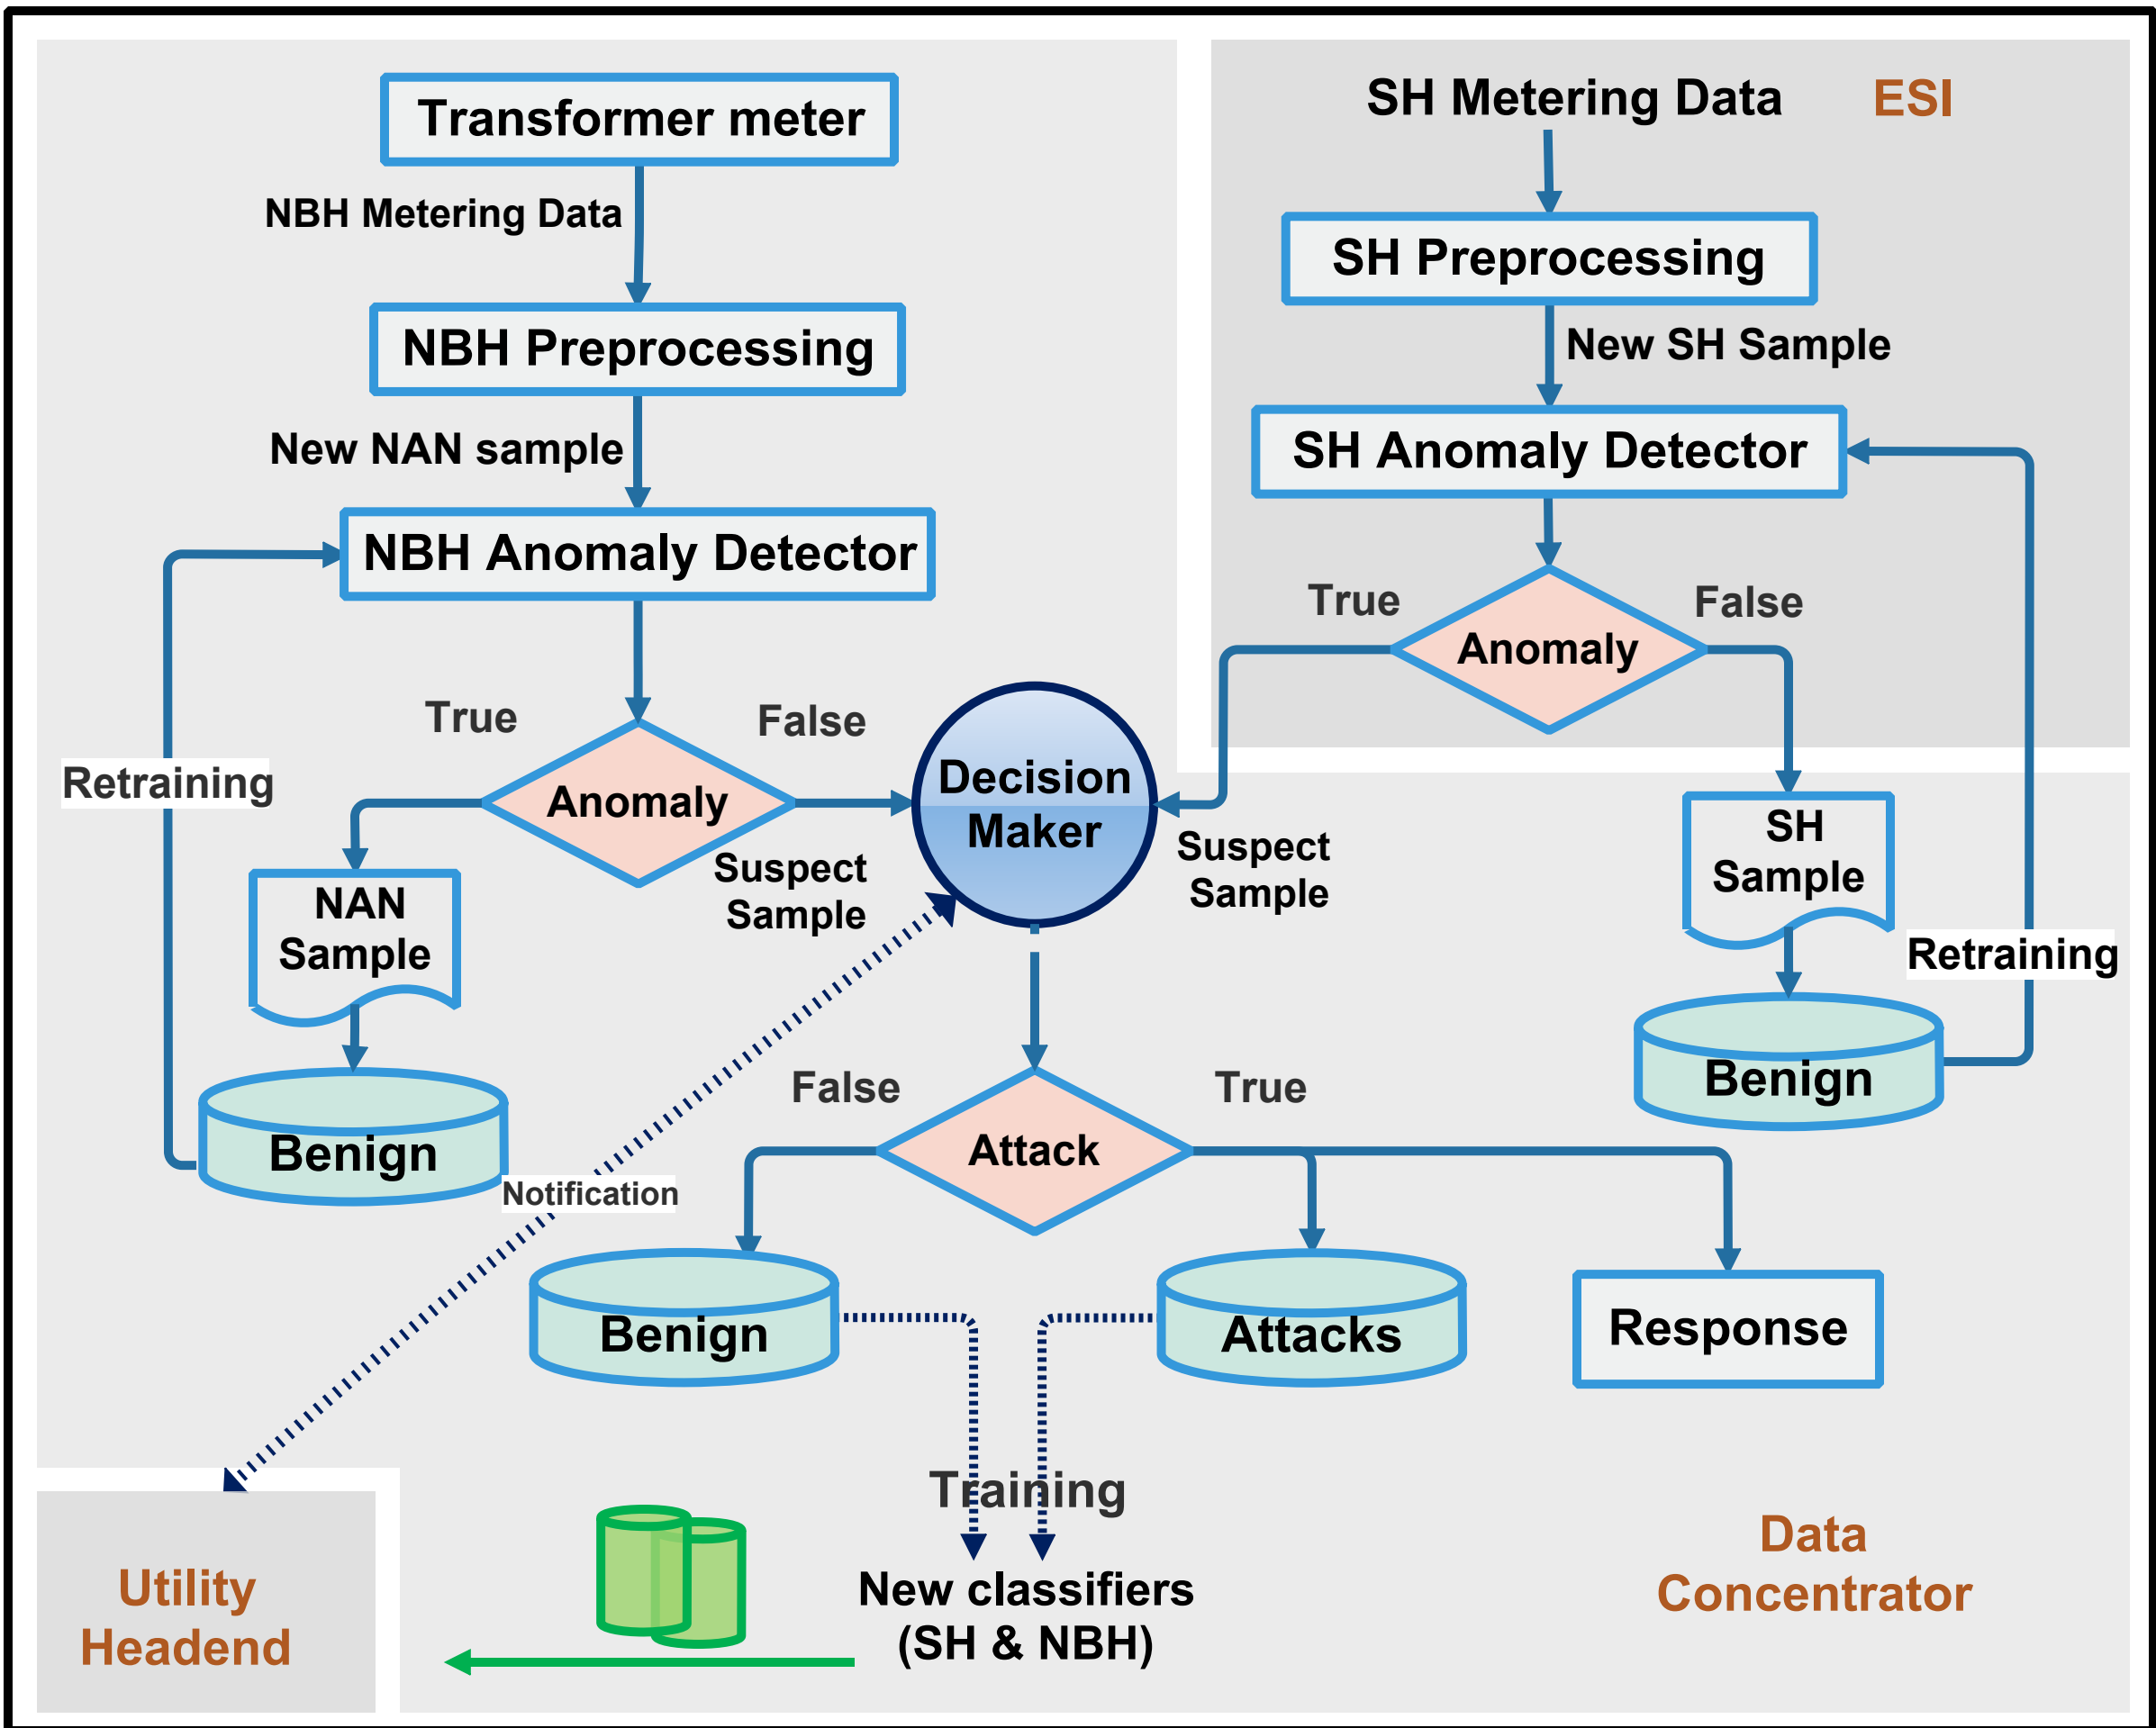 Transformer meter
NBH Metering Data
NBH Preprocessing
New NAN sample
NBH Anomaly Detector
True
False
Anomaly
Retraining
Suspect
Sample
NAN
Sample
Benign
Notification
SH Metering Data
ESI
SH Preprocessing
New SH Sample
SH Anomaly Detector
True
False
Anomaly
Decision
Maker
Suspect
Sample
SH
Sample
Retraining
Benign
False
True
Attack
Benign
Attacks
Response
Training
New classifiers
(SH & NBH)
Data
Concentrator
Utility
Headend